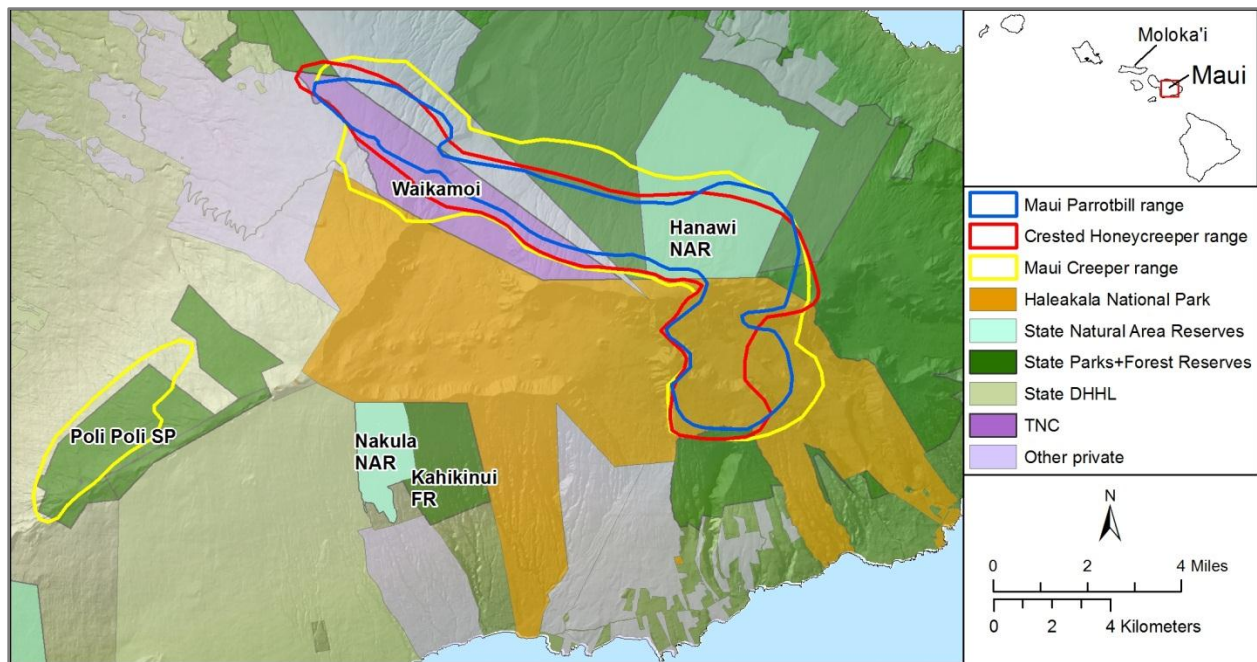 Waikamoi
Hanawi
NAR
Poli Poli SP
Nakula
NAR
Kahikinui
FR
Moloka'i
Maui
Maui Parrotbill range
Crested Honeycreeper range
Maui Creeper range
Haleakala National Park
State Natural Area Reserves
State Parks+Forest Reserves
State DHHL
TNC
Other private
N
0 2 4 Miles
0 2 4 Kilometers